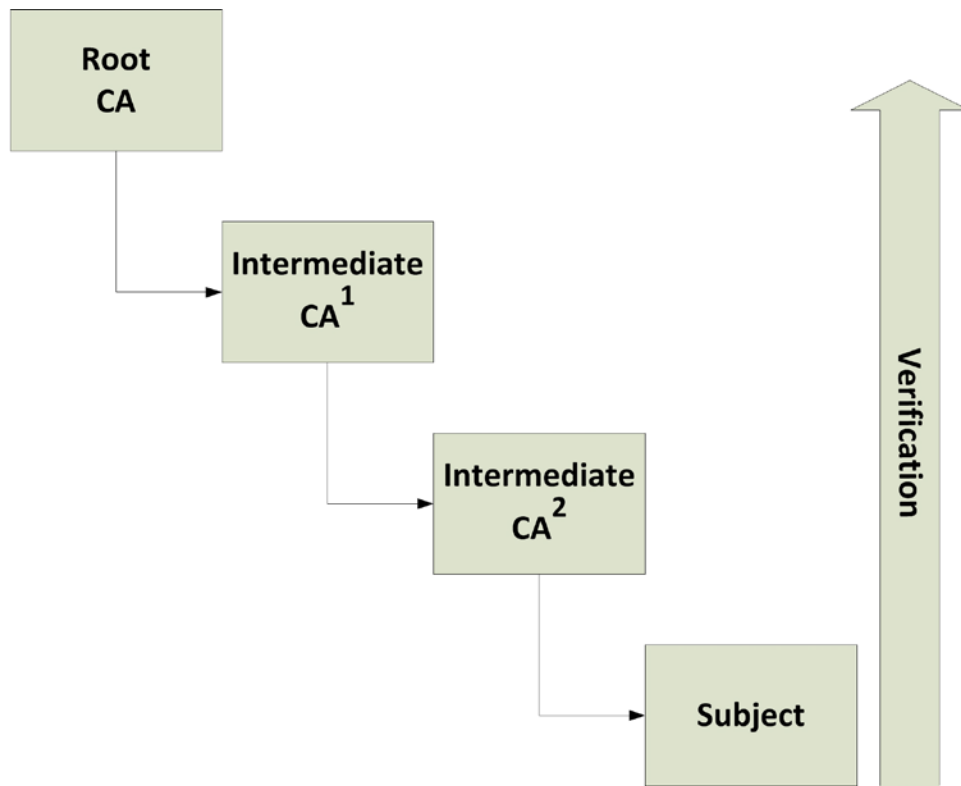 Root
CA
Intermediate
CA¹
Intermediate
CA²
Subject
Verification